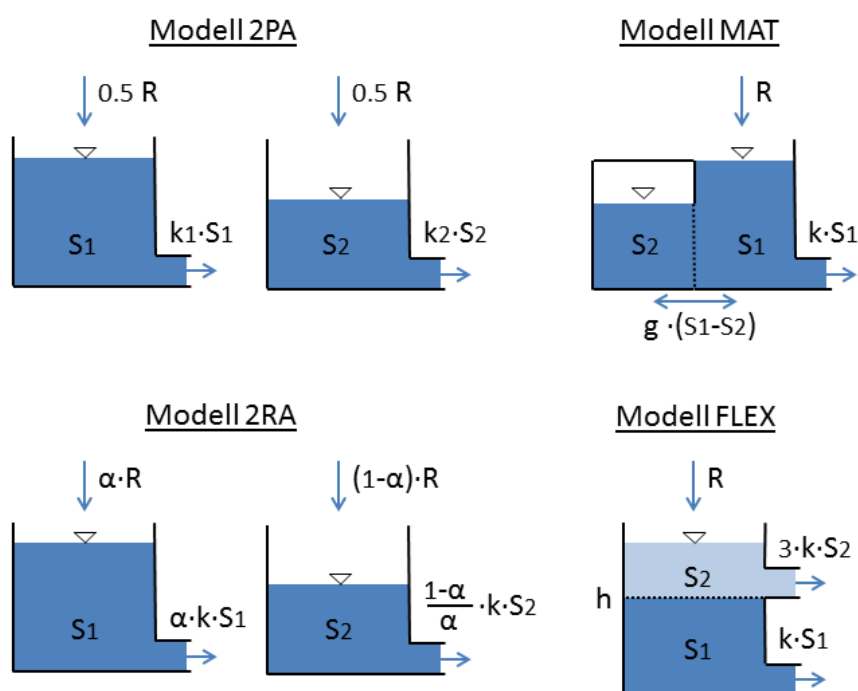 Modell 2PA
0.5 R
0.5 R
S1
k1·S1
S2
k2·S2
Modell MAT
R
S2
S1
k·S1
g ·(S1-S2)
Modell 2RA
α·R
(1-α)·R
S1
α·k·S1
S2
1-α
α
·k·S2
Modell FLEX
R
3·k·S2
S2
h
S1
k·S1